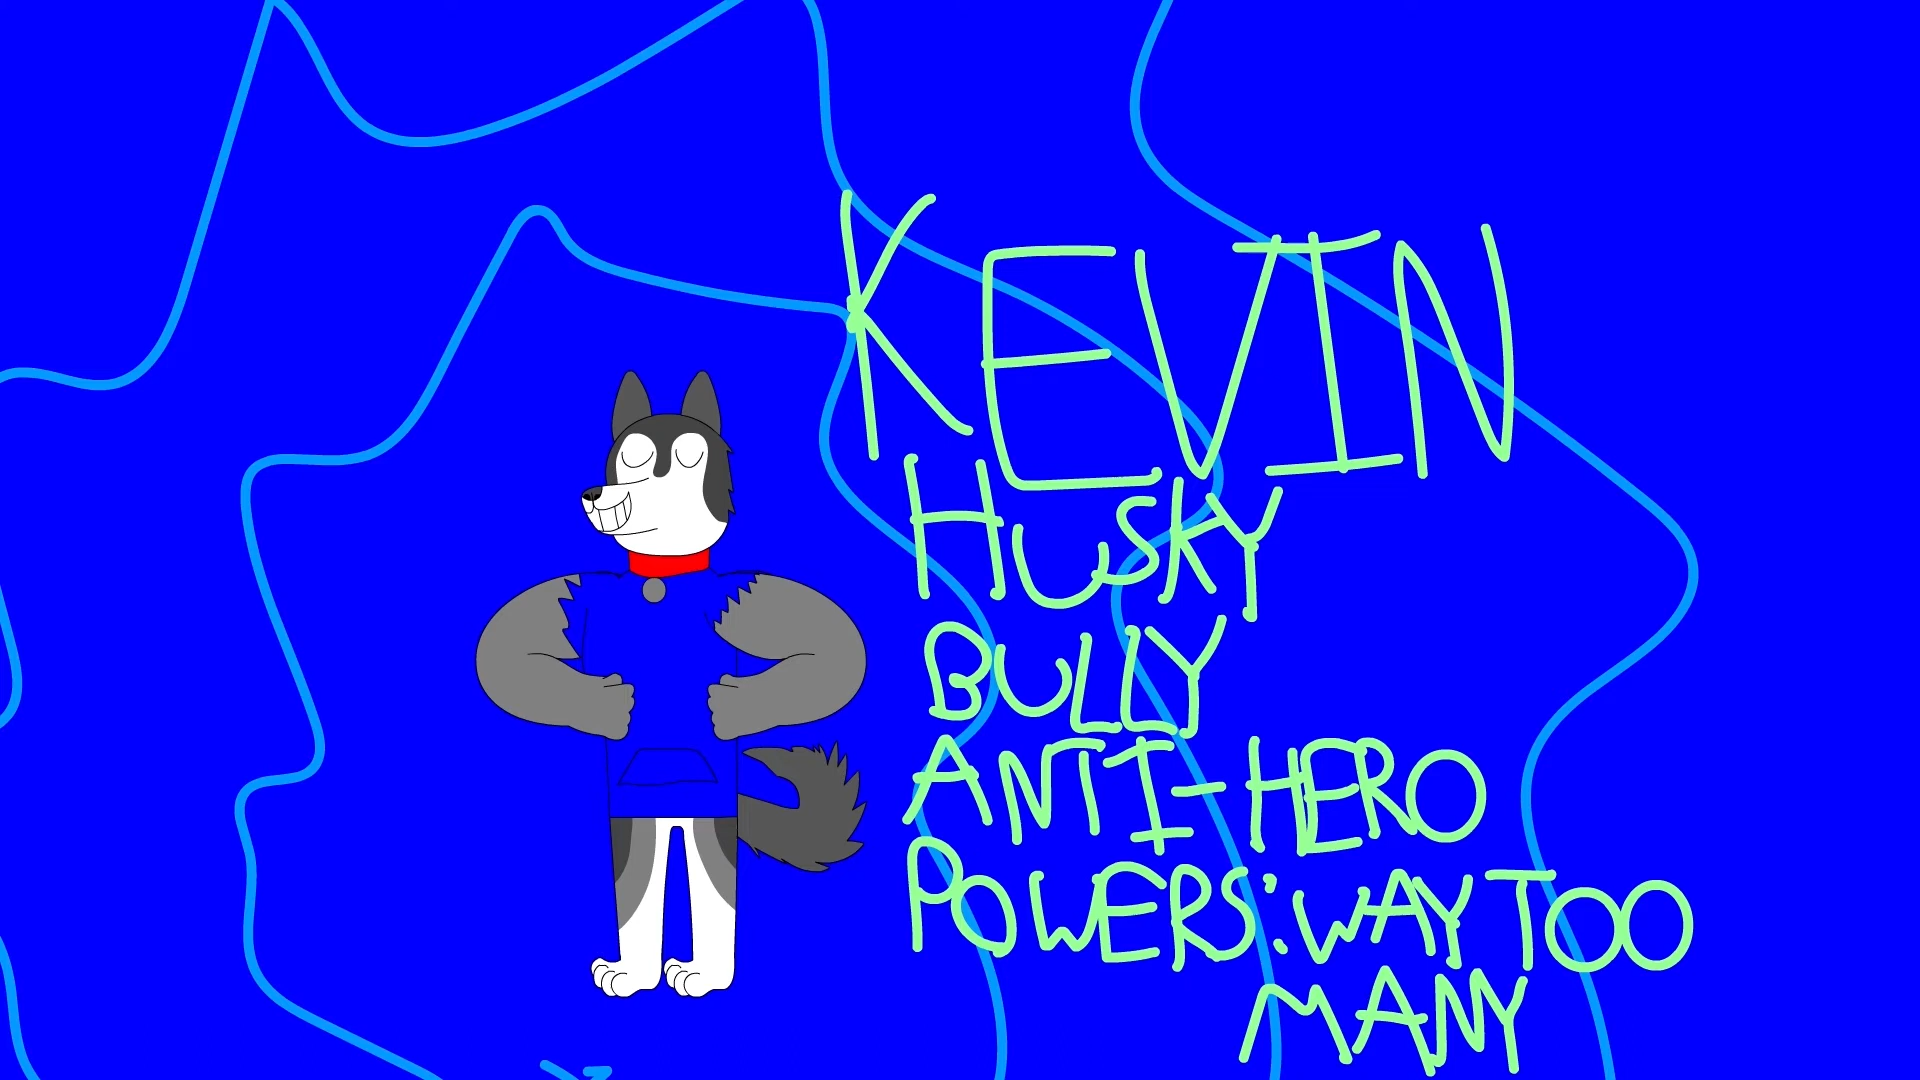 KEVIN
HUSKY
BULLY
ANTI-HERO
POWERS: WAY TOO
MANY